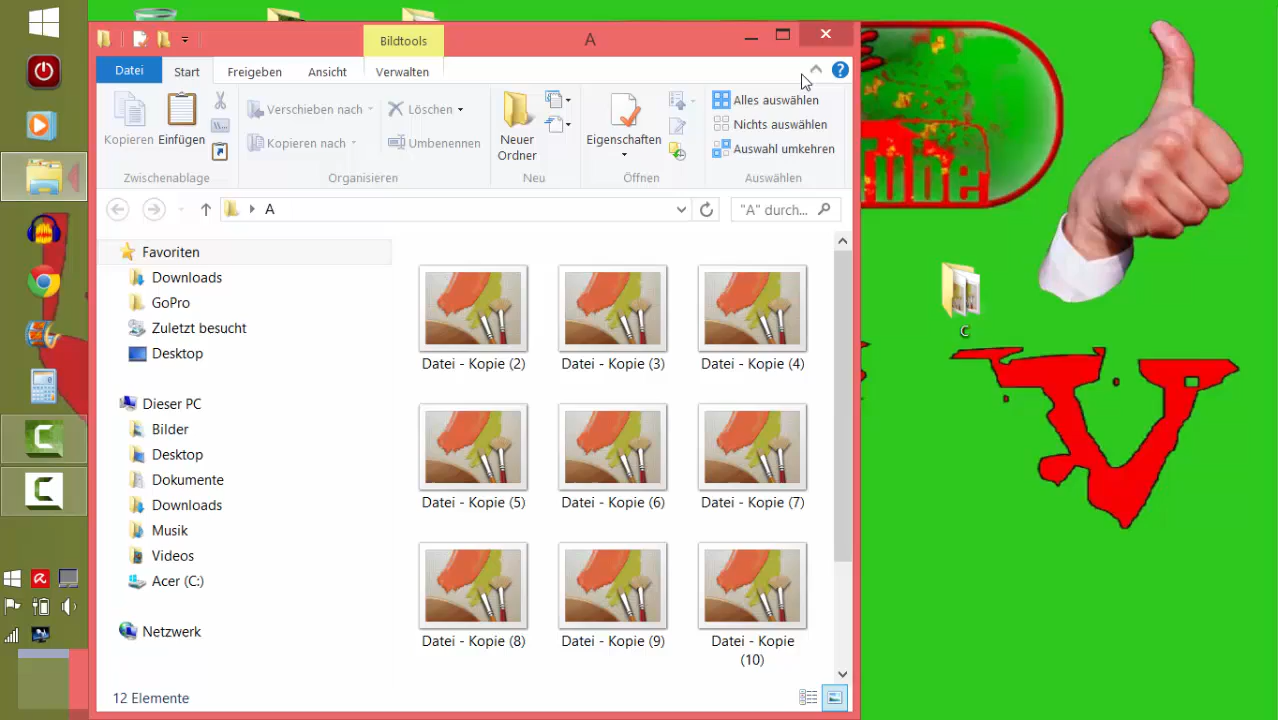 A
Bildtools
Datei
Start
Freigeben
Ansicht
Verwalten
Kopieren
Einfügen
Verschieben nach
Kopieren nach
Löschen
Umbenennen
Neuer
Ordner
Eigenschaften
Alles auswählen
Nichts auswählen
Auswahl umkehren
Zwischenablage
Organisieren
Neu
Öffnen
Auswählen
A
"A" durch...
Favoriten
Downloads
GoPro
Zuletzt besucht
Desktop
Dieser PC
Bilder
Desktop
Dokumente
Downloads
Musik
Videos
Acer (C:)
Netzwerk
Datei - Kopie (2)
Datei - Kopie (3)
Datei - Kopie (4)
Datei - Kopie (5)
Datei - Kopie (6)
Datei - Kopie (7)
Datei - Kopie (8)
Datei - Kopie (9)
Datei - Kopie
(10)
12 Elemente
C